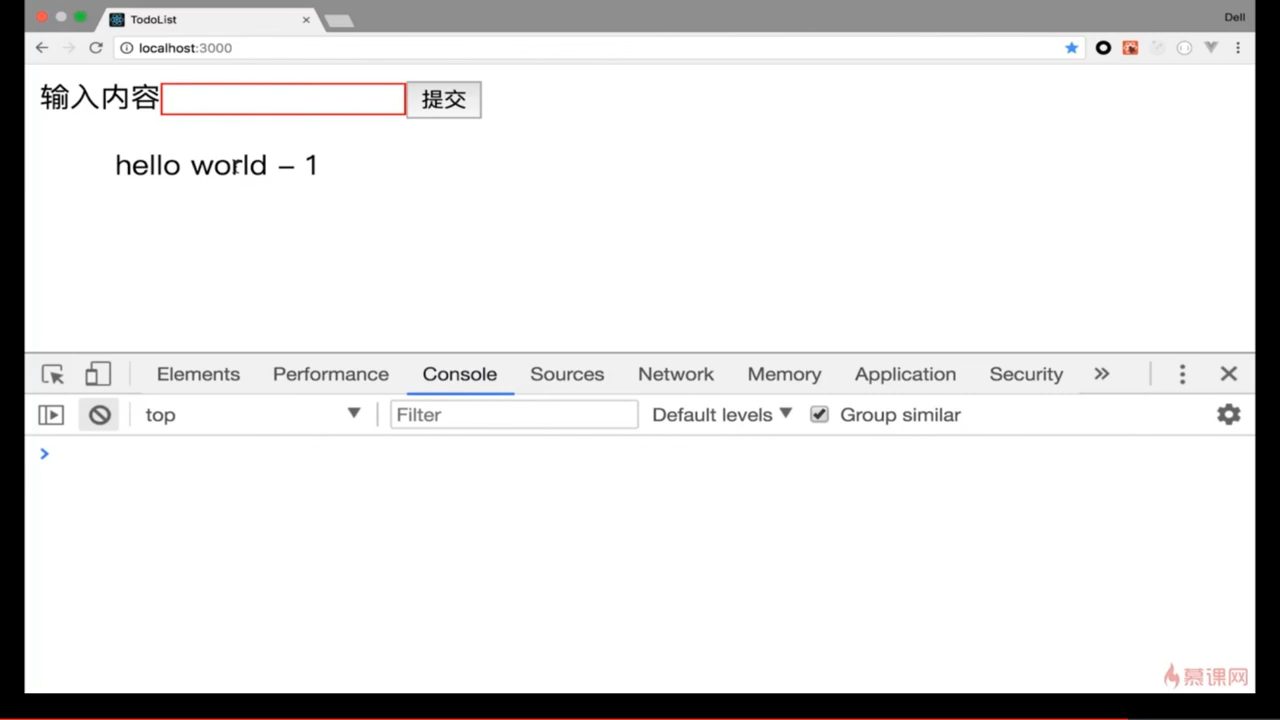 TodoList
Dell
localhost:3000
输入内容 提交
hello world – 1
Elements Performance Console Sources Network Memory Application Security
top Filter Default levels Group similar
慕课网